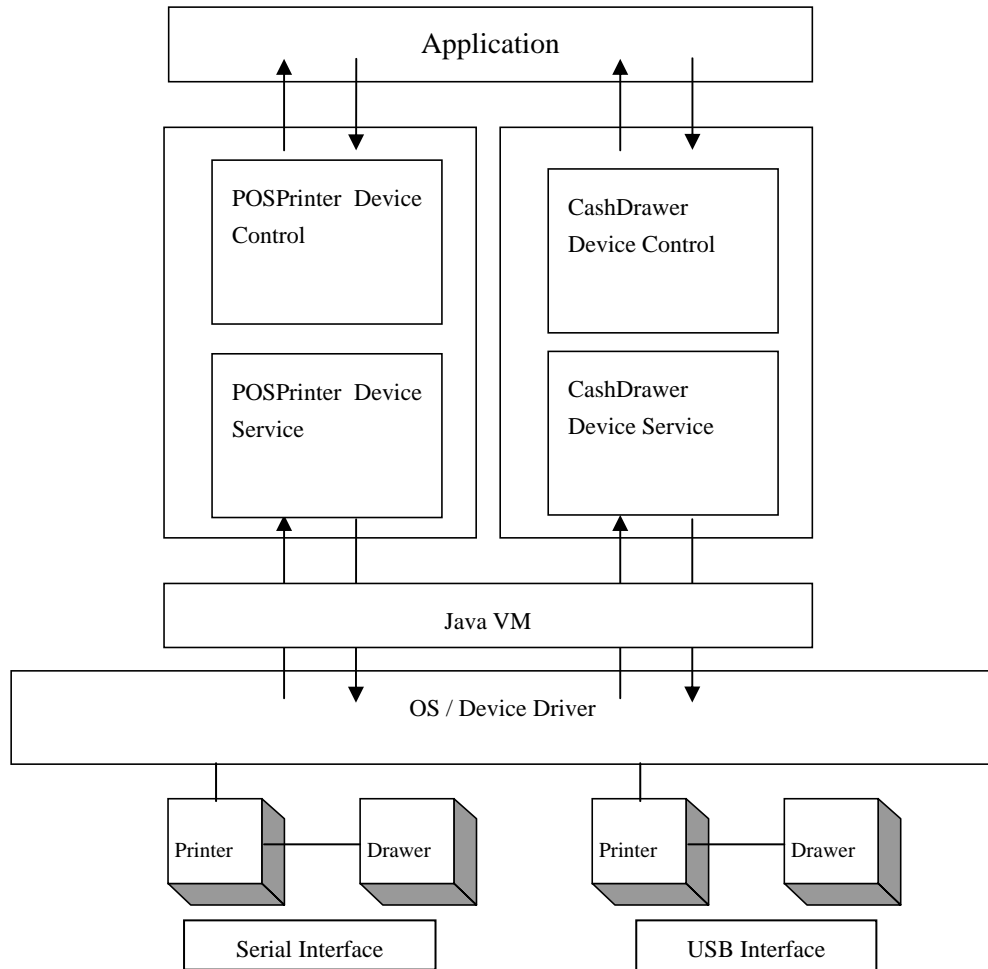 Application
POSPrinter Device
Control
CashDrawer
Device Control
POSPrinter Device
Service
CashDrawer
Device Service
Java VM
OS / Device Driver
Printer
Drawer
Printer
Drawer
Serial Interface
USB Interface